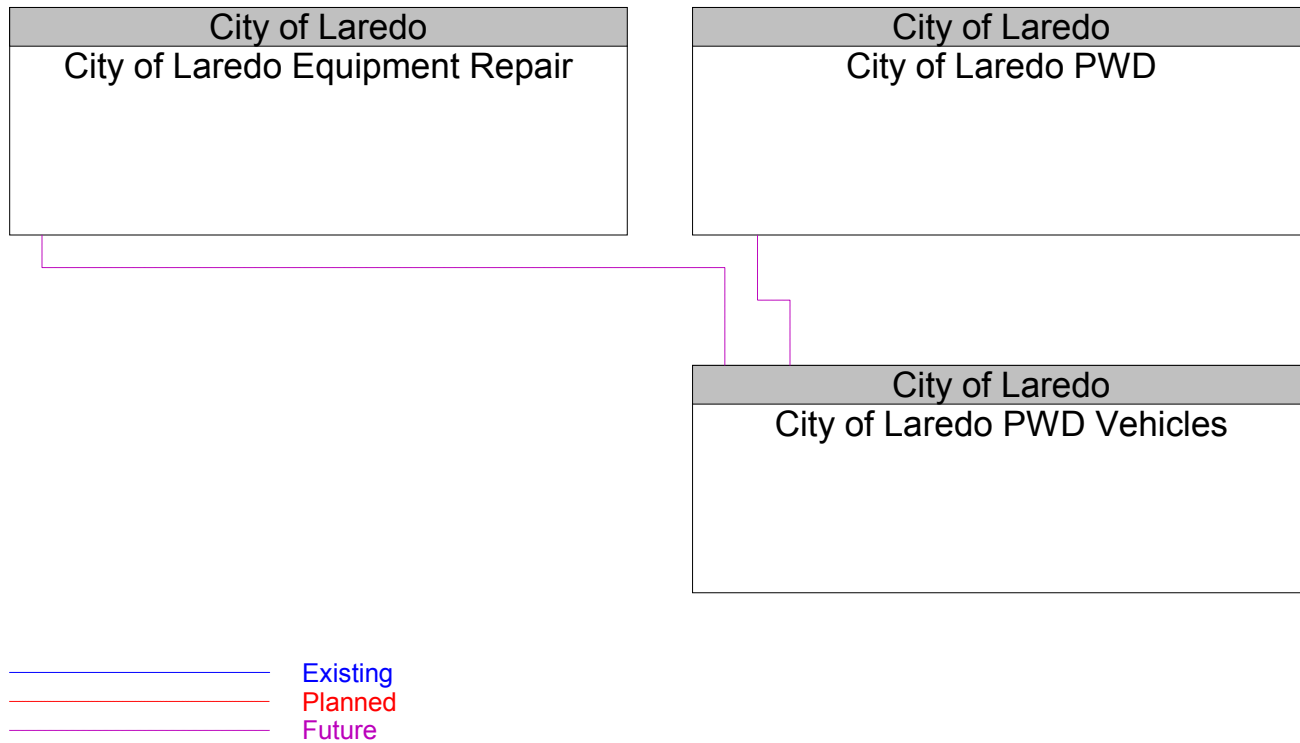 City of Laredo
City of Laredo Equipment Repair
City of Laredo
City of Laredo PWD
City of Laredo
City of Laredo PWD Vehicles
Existing
Planned
Future